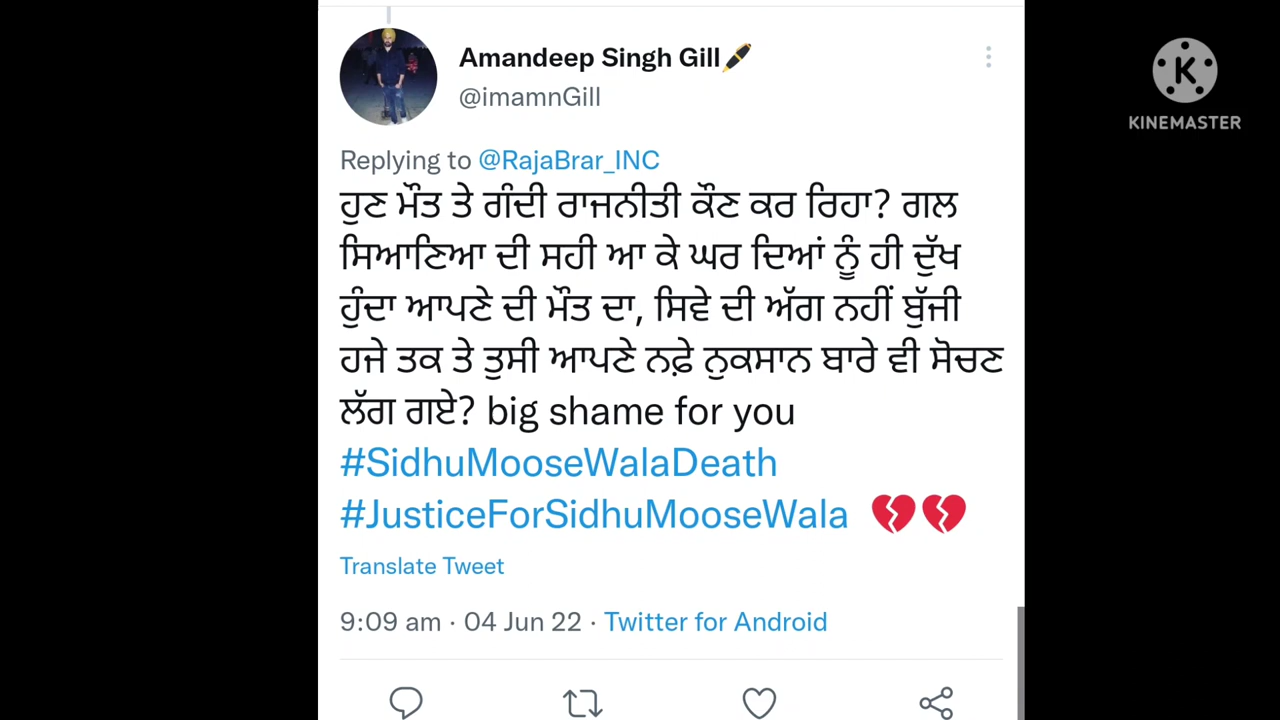 Amandeep Singh Gill
@imamnGill
KINEMASTER
Replying to @RajaBrar_INC
ਹੁਣ ਮੌਤ ਤੇ ਗੰਦੀ ਰਾਜਨੀਤੀ ਕੌਣ ਕਰ ਰਿਹਾ? ਗਲ
ਸਿਆਣਿਆ ਦੀ ਸਹੀ ਆ ਕੇ ਘਰ ਦਿਆਂ ਨੂੰ ਹੀ ਦੁੱਖ
ਹੁੰਦਾ ਆਪਣੇ ਦੀ ਮੌਤ ਦਾ, ਸਿਵੇ ਦੀ ਅੱਗ ਨਹੀਂ ਬੁੱਜੀ
ਹਜੇ ਤਕ ਤੇ ਤੁਸੀ ਆਪਣੇ ਨਫ਼ੇ ਨੁਕਸਾਨ ਬਾਰੇ ਵੀ ਸੋਚਣ
ਲੱਗ ਗਏ? big shame for you
#SidhuMooseWalaDeath
#JusticeForSidhuMooseWala 💔💔
Translate Tweet
9:09 am · 04 Jun 22 · Twitter for Android